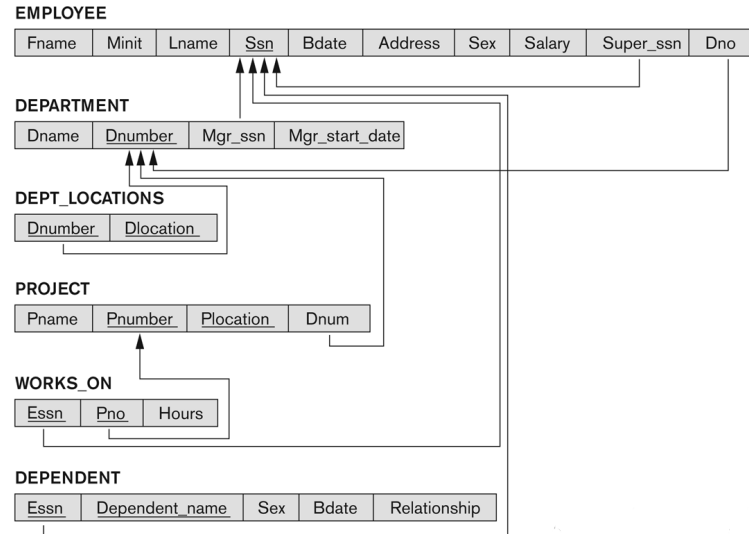 EMPLOYEE
Fname Minit Lname Ssn Bdate Address Sex Salary Super_ssn Dno
DEPARTMENT
Dname Dnumber Mgr_ssn Mgr_start_date
DEPT_LOCATIONS
Dnumber Dlocation
PROJECT
Pname Pnumber Plocation Dnum
WORKS_ON
Essn Pno Hours
DEPENDENT
Essn Dependent_name Sex Bdate Relationship